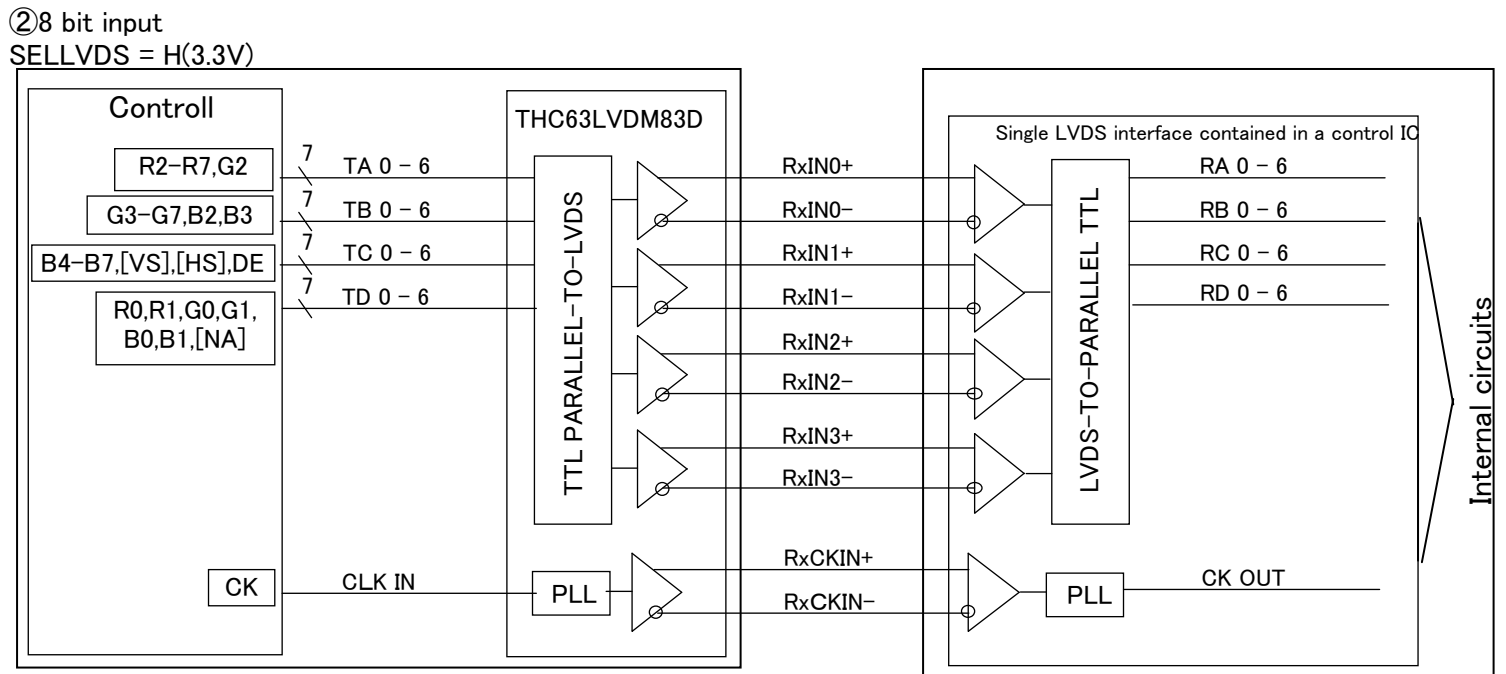 ②8 bit input
SELLVDS = H(3.3V)
Controll
R2-R7,G2
G3-G7,B2,B3
B4-B7,[VS],[HS],DE
R0,R1,G0,G1,
B0,B1,[NA]
CK
7
TA 0 - 6
7
TB 0 - 6
7
TC 0 - 6
7
TD 0 - 6
CLK IN
THC63LVDM83D
TTL PARALLEL-TO-LVDS
PLL
RxIN0+
RxIN0-
RxIN1+
RxIN1-
RxIN2+
RxIN2-
RxIN3+
RxIN3-
RxCKIN+
RxCKIN-
Single LVDS interface contained in a control IC
LVDS-TO-PARALLEL TTL
PLL
RA 0 - 6
RB 0 - 6
RC 0 - 6
RD 0 - 6
CK OUT
Internal circuits